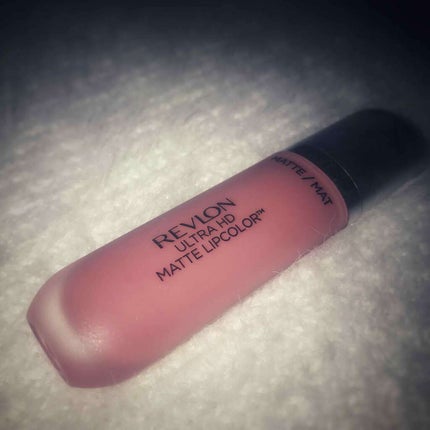 REVLON
ULTRA HD
MATTE LIPCOLOR™
MATTE / MAT